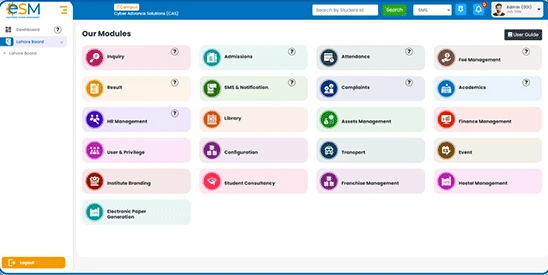 eSM
Campus
Cyber Advance Solutions (CAS)
Search By Student Id
Search
SMS
Admin
Dashboard
?
Lahore Board
Lahore Board
Our Modules
User Guide
Inquiry
?
Admissions
?
Attendance
?
Fee Management
?
Result
?
SMS & Notification
?
Complaints
?
Academics
?
HR Management
?
Library
Assets Management
Finance Management
User & Privilege
Configuration
Transport
Event
Institute Branding
Student Consultancy
Franchise Management
Hostel Management
Electronic Paper
Generation
Logout